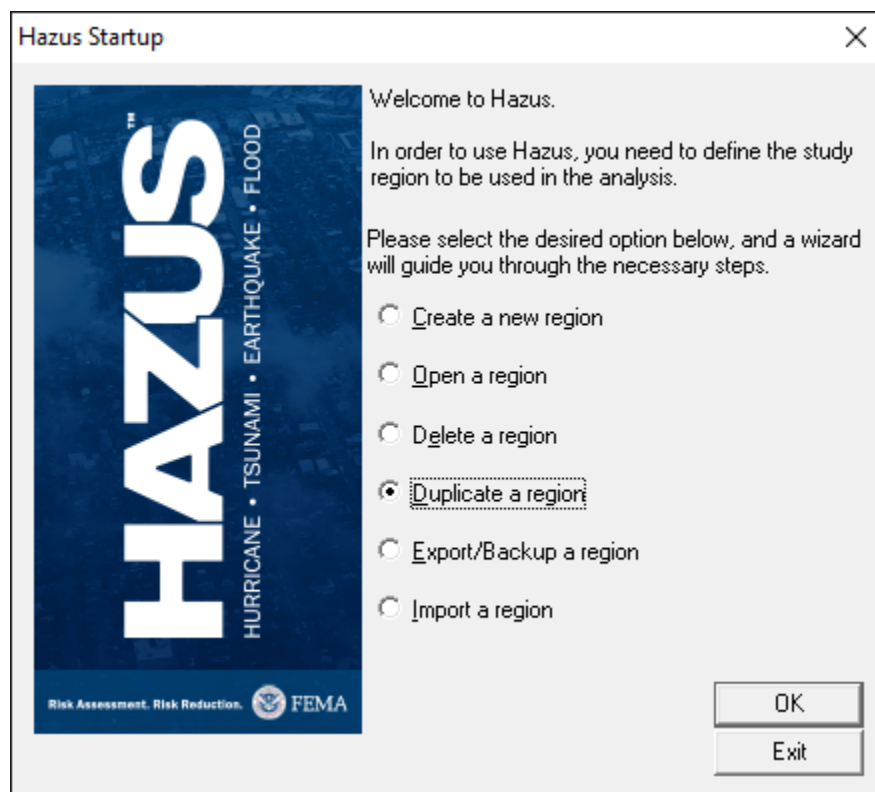 Hazus Startup
HAZUS™
HURRICANE • TSUNAMI • EARTHQUAKE • FLOOD
Risk Assessment. Risk Reduction. FEMA
Welcome to Hazus.
In order to use Hazus, you need to define the study
region to be used in the analysis.
Please select the desired option below, and a wizard
will guide you through the necessary steps.
Create a new region
Open a region
Delete a region
Duplicate a region
Export/Backup a region
Import a region
OK
Exit